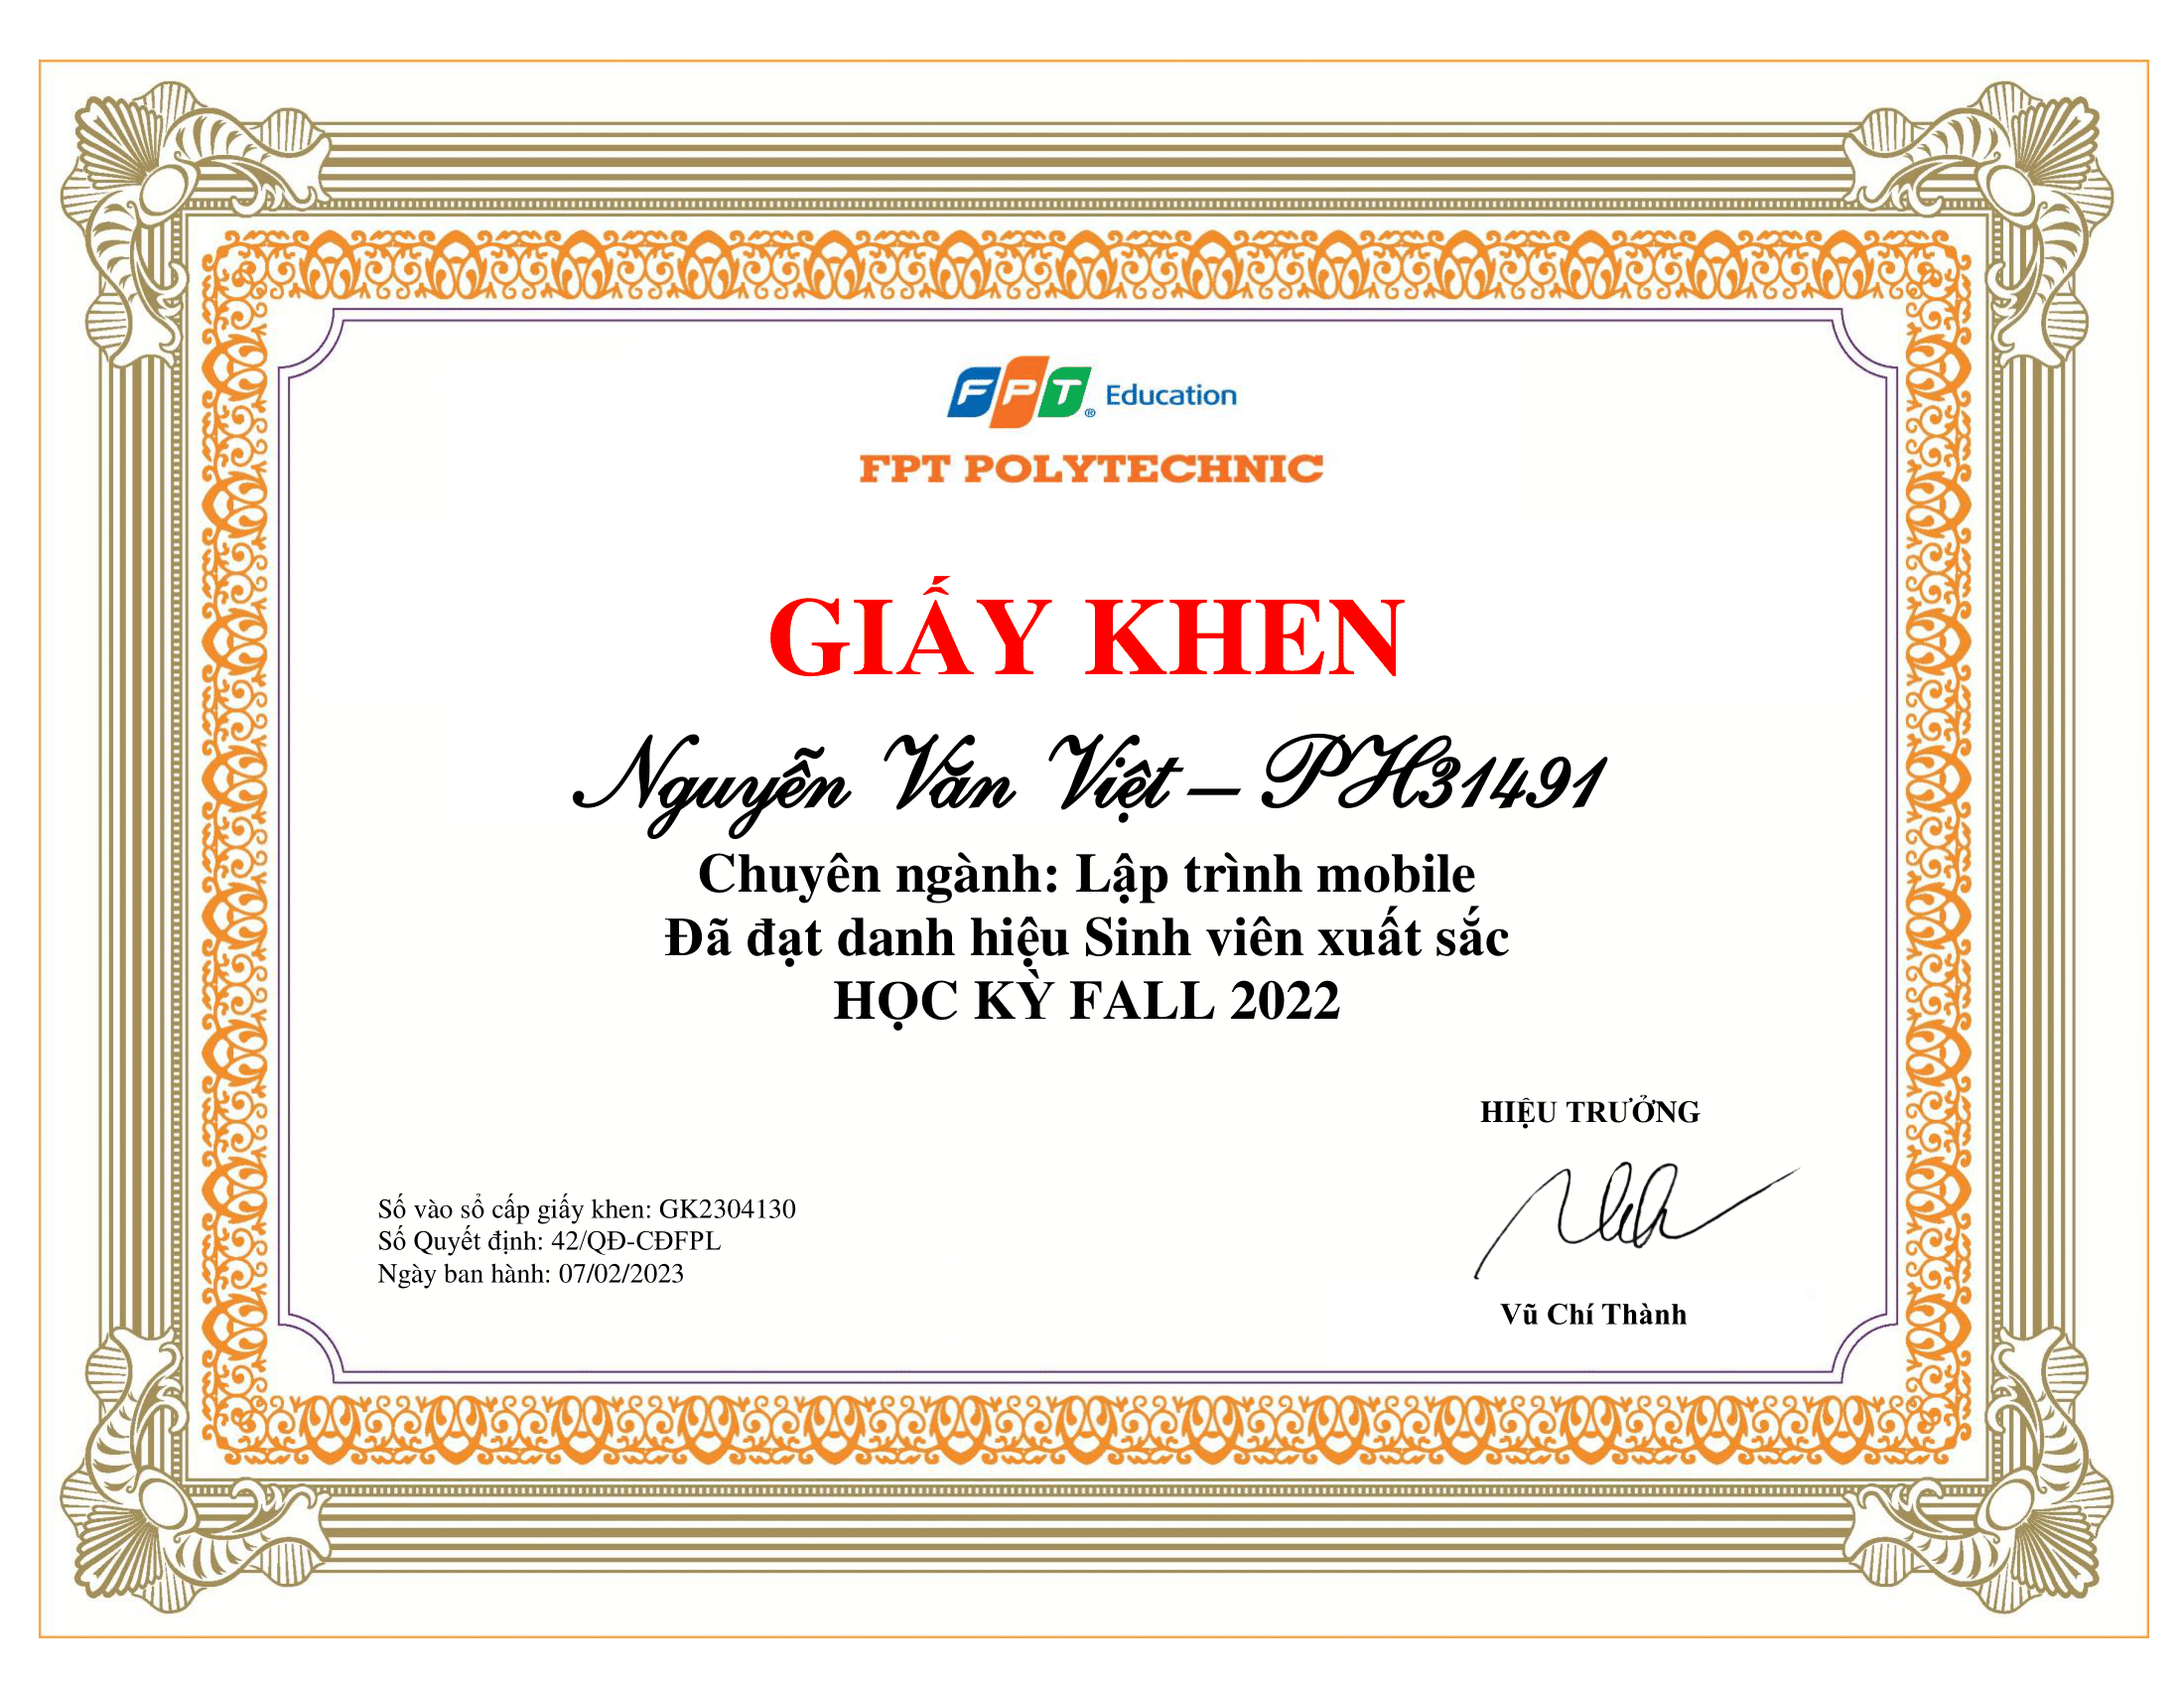 FPT® Education
FPT POLYTECHNIC
GIẤY KHEN
Nguyễn Văn Việt – PH31491
Chuyên ngành: Lập trình mobile
Đã đạt danh hiệu Sinh viên xuất sắc
HỌC KỲ FALL 2022
HIỆU TRƯỞNG
Số vào sổ cấp giấy khen: GK2304130
Số Quyết định: 42/QĐ-CĐFPL
Ngày ban hành: 07/02/2023
Vũ Chí Thành